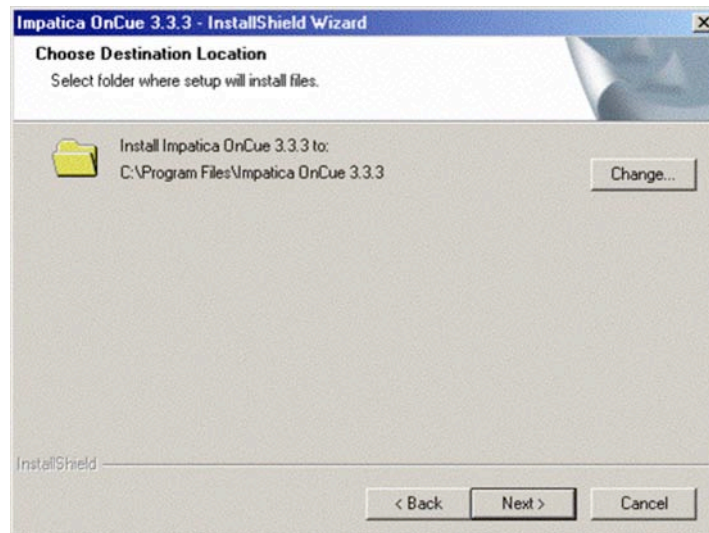 Impatica OnCue 3.3.3 - InstallShield Wizard
Choose Destination Location
Select folder where setup will install files.
Install Impatica OnCue 3.3.3 to:
C:\Program Files\Impatica OnCue 3.3.3
Change...
InstallShield
< Back Next > Cancel